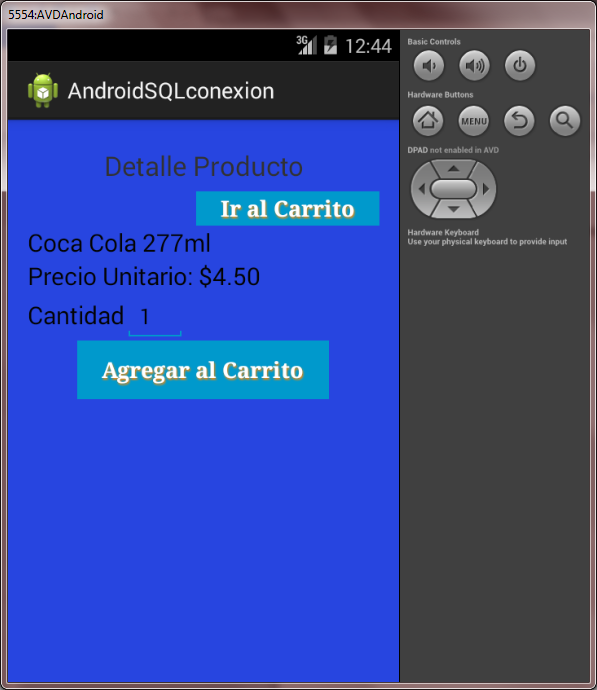 5554:AVDAndroid
3G
12:44
AndroidSQLconexion
Detalle Producto
Ir al Carrito
Coca Cola 277ml
Precio Unitario: $4.50
Cantidad 1
Agregar al Carrito
Basic Controls
Hardware Buttons
MENU
DPAD not enabled in AVD
Hardware Keyboard
Use your physical keyboard to provide input